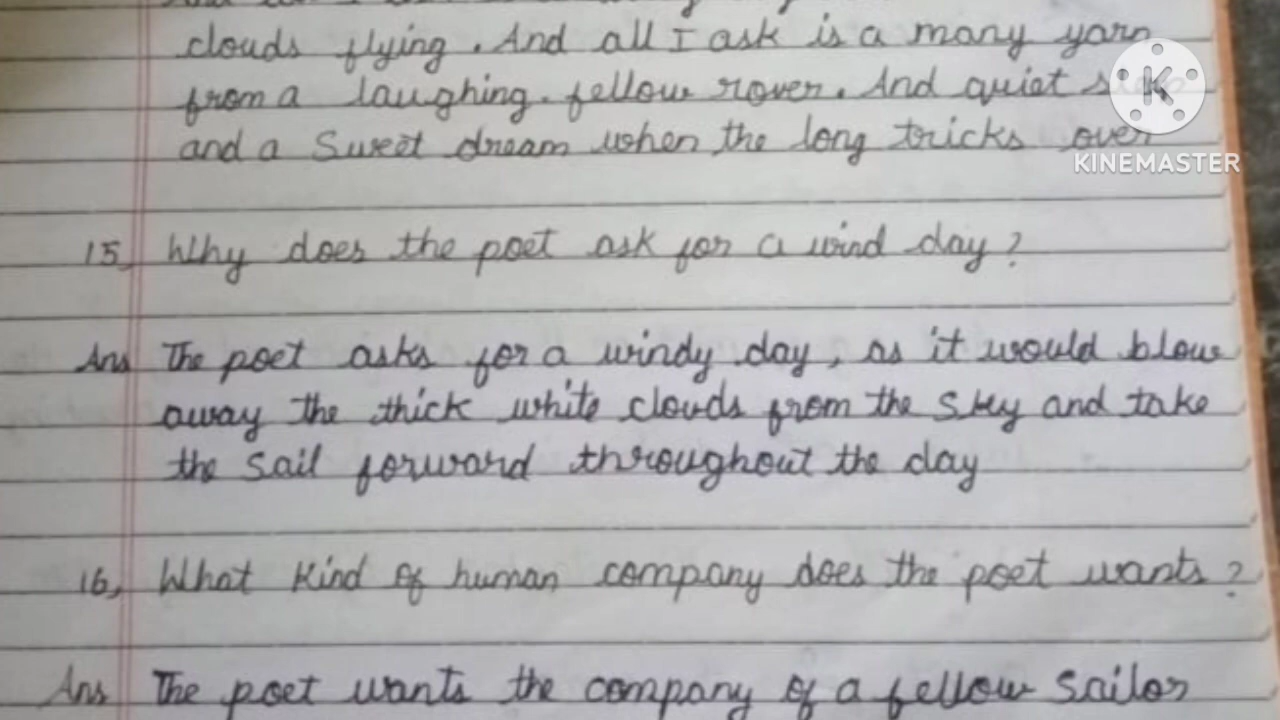 clouds flying. And all I ask is a many yarn
from a laughing. fellow rover. And quiet
and a Sweet dream when the long tricks over
KINEMASTER
15, Why does the poet ask for a wind day?
Ans The poet asks for a windy day, as it would blow
away the thick white clouds from the sky and take
the sail forward throughout the day
16, What kind of human company does the poet wants?
Ans The poet wants the company of a fellow sailor